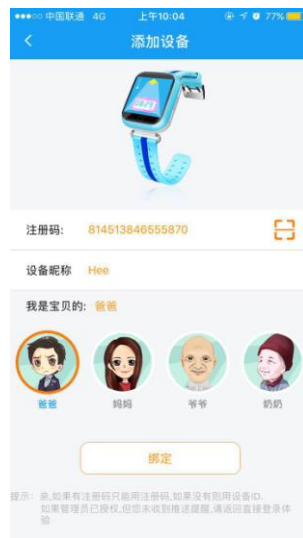 中国联通 4G 上午10:04 77%
添加设备
注册码: 814513846555870
设备昵称 Hee
我是宝贝的: 爸爸
爸爸 妈妈 爷爷 奶奶
绑定
提示: 亲,如果有注册码只能用注册码,如果没有则用设备ID.
如果管理员已授权,但您未收到推送提醒,请返回直接登录体
验